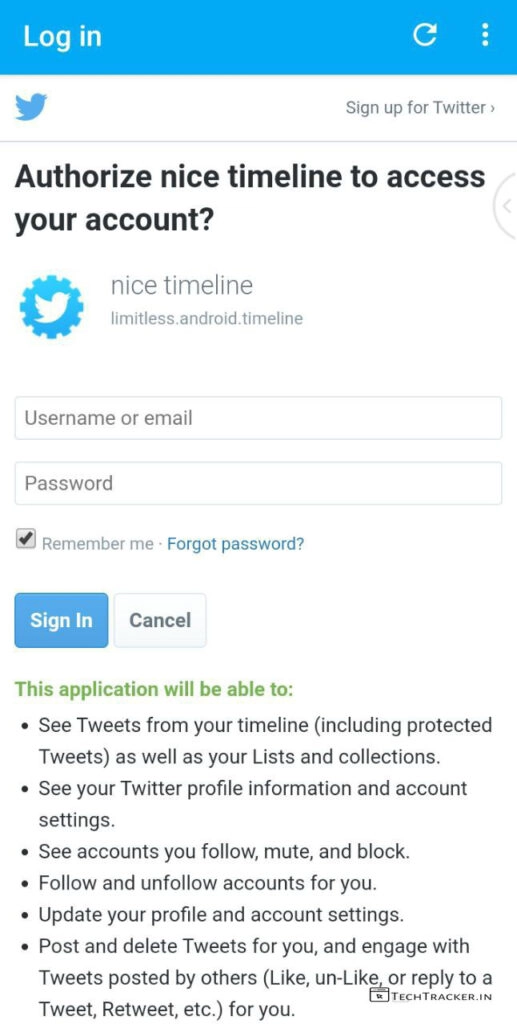 Log in
Sign up for Twitter ›
Authorize nice timeline to access
your account?
nice timeline
limitless.android.timeline
Username or email
Password
Remember me · Forgot password?
Sign In
Cancel
This application will be able to:
• See Tweets from your timeline (including protected
Tweets) as well as your Lists and collections.
• See your Twitter profile information and account
settings.
• See accounts you follow, mute, and block.
• Follow and unfollow accounts for you.
• Update your profile and account settings.
• Post and delete Tweets for you, and engage with
Tweets posted by others (Like, un-Like, or reply to a
Tweet, Retweet, etc.) for you.
TechTracker.in